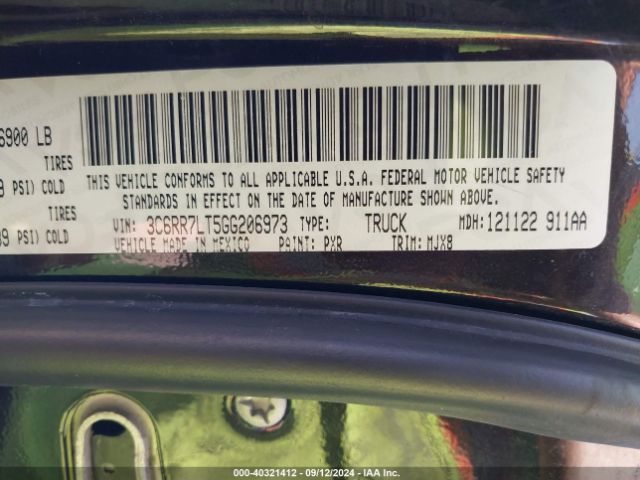 6900 LB
TIRES
PSI) COLD
THIS VEHICLE CONFORMS TO ALL APPLICABLE U.S.A. FEDERAL MOTOR VEHICLE SAFETY
STANDARDS IN EFFECT ON THE DATE OF MANUFACTURE SHOWN ABOVE.
TIRES
39 PSI) COLD
VIN: 3C6RR7LT5GG206973 TYPE: TRUCK MDH: 121122 911AA
VEHICLE MADE IN MEXICO PAINT: PXR TRIM: MJX8
000-40321412 - 09/12/2024 - IAA Inc.